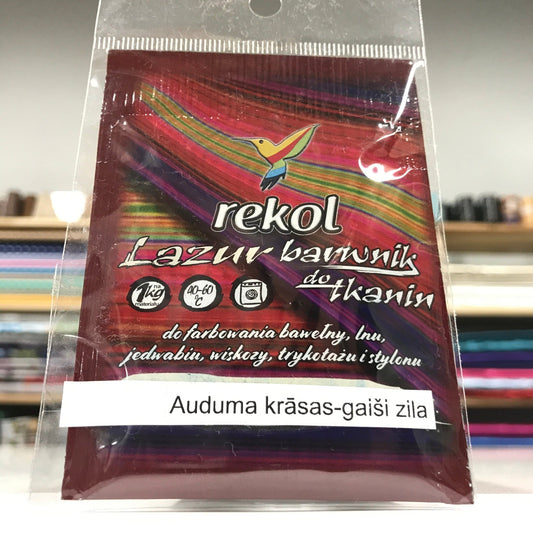 rekol
Lazur barwnik
do tkanin
1kg
materiału
40-60
°C
do farbowania bawełny, lnu,
jedwabiu, wiskozy, trykotażu i stylonu
Auduma krāsas-gaiši zila